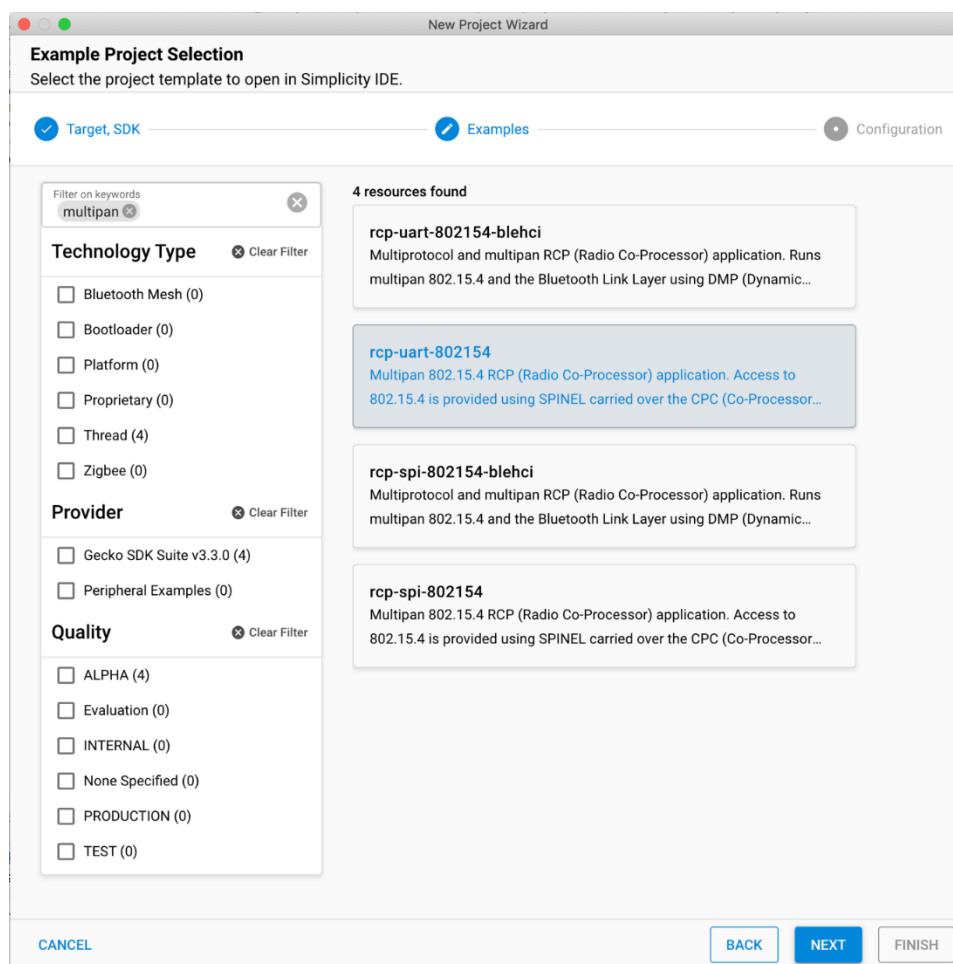 New Project Wizard
Example Project Selection
Select the project template to open in Simplicity IDE.
Target, SDK
Examples
Configuration
Filter on keywords
multipan
Technology Type
Clear Filter
Bluetooth Mesh (0)
Bootloader (0)
Platform (0)
Proprietary (0)
Thread (4)
Zigbee (0)
Provider
Clear Filter
Gecko SDK Suite v3.3.0 (4)
Peripheral Examples (0)
Quality
Clear Filter
ALPHA (4)
Evaluation (0)
INTERNAL (0)
None Specified (0)
PRODUCTION (0)
TEST (0)
4 resources found
rcp-uart-802154-blehci
Multiprotocol and multipan RCP (Radio Co-Processor) application. Runs
multipan 802.15.4 and the Bluetooth Link Layer using DMP (Dynamic...
rcp-uart-802154
Multipan 802.15.4 RCP (Radio Co-Processor) application. Access to
802.15.4 is provided using SPINEL carried over the CPC (Co-Processor...
rcp-spi-802154-blehci
Multiprotocol and multipan RCP (Radio Co-Processor) application. Runs
multipan 802.15.4 and the Bluetooth Link Layer using DMP (Dynamic...
rcp-spi-802154
Multipan 802.15.4 RCP (Radio Co-Processor) application. Access to
802.15.4 is provided using SPINEL carried over the CPC (Co-Processor...
CANCEL
BACK
NEXT
FINISH